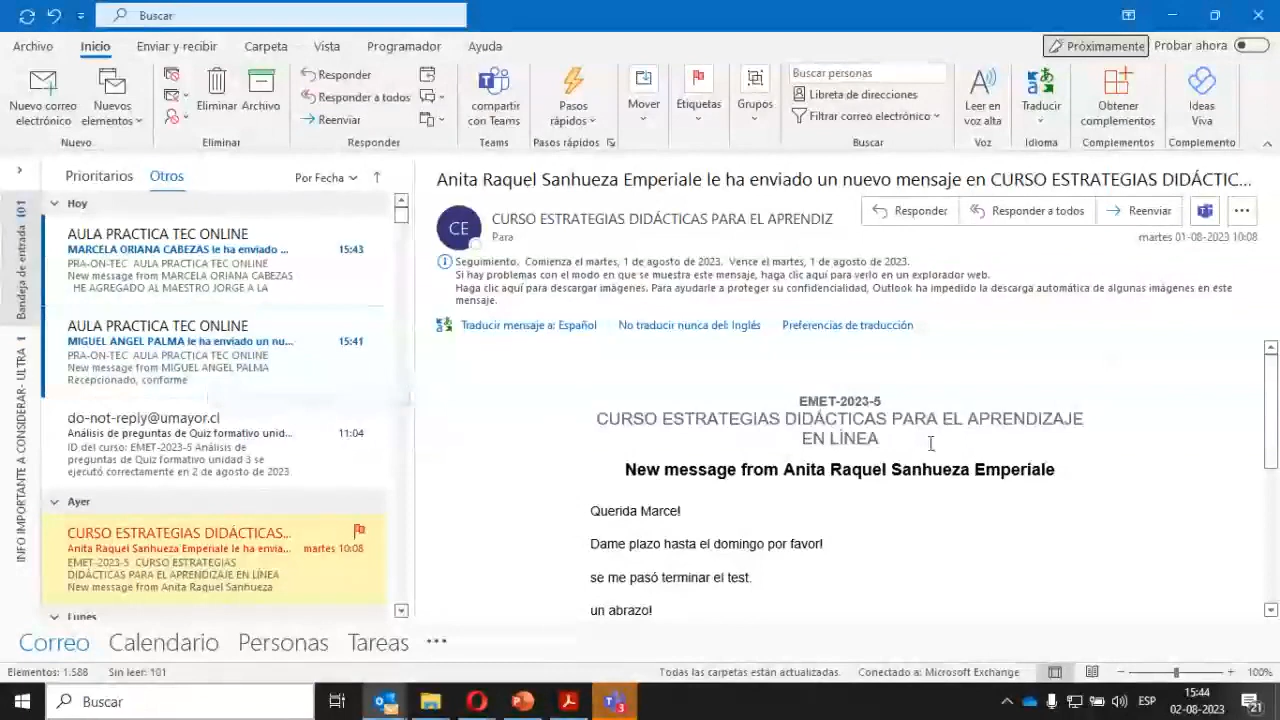 Buscar
Archivo Inicio Enviar y recibir Carpeta Vista Programador Ayuda
Próximamente Probar ahora
Nuevo correo electrónico
Nuevos elementos
Nuevo
Eliminar Archivo
Eliminar
Responder
Responder a todos
Reenviar
Responder
compartir con Teams
Teams
Pasos rápidos
Pasos rápidos
Mover
Etiquetas
Grupos
Buscar personas
Libreta de direcciones
Filtrar correo electrónico
Buscar
Leer en voz alta
Voz
Traducir
Idioma
Obtener complementos
Complementos
Ideas Viva
Complemento
Bandeja de entrada 101
INFO IMPORTANTE A CONSIDERAR- ULTRA 1
Prioritarios Otros Por Fecha
Hoy
AULA PRACTICA TEC ONLINE
MARCELA ORIANA CABEZAS le ha enviado ... 15:43
PRA-ON-TEC AULA PRACTICA TEC ONLINE
New message from MARCELA ORIANA CABEZAS
HE AGREGADO AL MAESTRO JORGE A LA
AULA PRACTICA TEC ONLINE
MIGUEL ANGEL PALMA le ha enviado un nu... 15:41
PRA-ON-TEC AULA PRACTICA TEC ONLINE
New message from MIGUEL ANGEL PALMA
Recepcionado, conforme
do-not-reply@umayor.cl
Análisis de preguntas de Quiz formativo unid... 11:04
ID del curso: EMET-2023-5 Análisis de
preguntas de Quiz formativo unidad 3 se
ejecutó correctamente en 2 de agosto de 2023
Ayer
CURSO ESTRATEGIAS DIDÁCTICAS...
Anita Raquel Sanhueza Emperiale le ha envia... martes 10:08
EMET-2023-5 CURSO ESTRATEGIAS
DIDÁCTICAS PARA EL APRENDIZAJE EN LÍNEA
New message from Anita Raquel Sanhueza
Lunes
Anita Raquel Sanhueza Emperiale le ha enviado un nuevo mensaje en CURSO ESTRATEGIAS DIDÁCTIC...
CE
CURSO ESTRATEGIAS DIDÁCTICAS PARA EL APRENDIZ
Para
Responder Responder a todos Reenviar
martes 01-08-2023 10:08
Seguimiento. Comienza el martes, 1 de agosto de 2023. Vence el martes, 1 de agosto de 2023.
Si hay problemas con el modo en que se muestra este mensaje, haga clic aquí para verlo en un explorador web.
Haga clic aquí para descargar imágenes. Para ayudarle a proteger su confidencialidad, Outlook ha impedido la descarga automática de algunas imágenes en este
mensaje.
Traducir mensaje a: Español No traducir nunca del: Inglés Preferencias de traducción
EMET-2023-5
CURSO ESTRATEGIAS DIDÁCTICAS PARA EL APRENDIZAJE
EN LÍNEA
New message from Anita Raquel Sanhueza Emperiale
Querida Marcel
Dame plazo hasta el domingo por favor!
se me pasó terminar el test.
un abrazo!
Correo Calendario Personas Tareas
Elementos: 1.588 Sin leer: 101 Todas las carpetas están actualizadas. Conectado a: Microsoft Exchange 100%
Buscar
3
ESP
15:44
02-08-2023
21